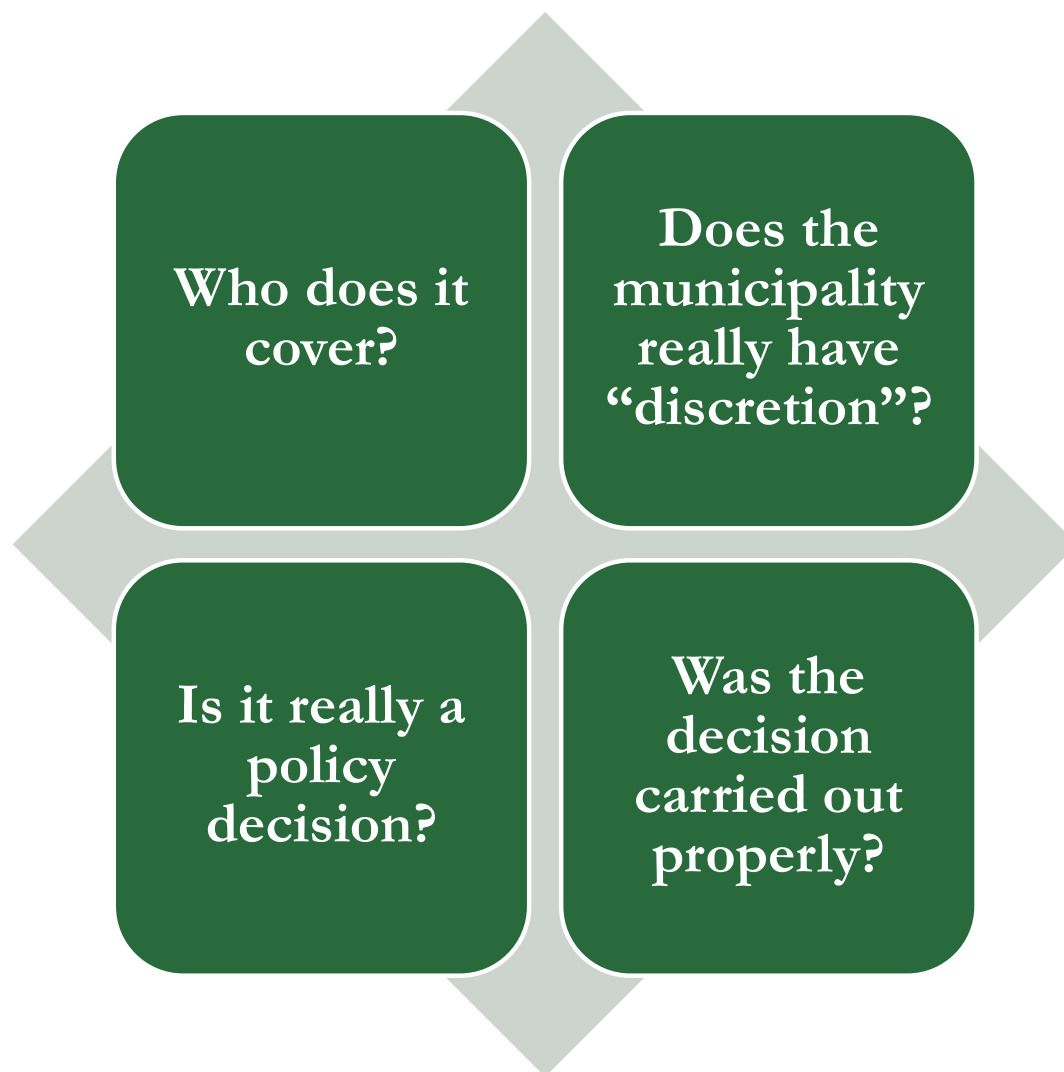 Who does it
cover?
Does the
municipality
really have
“discretion”?
Is it really a
policy
decision?
Was the
decision
carried out
properly?